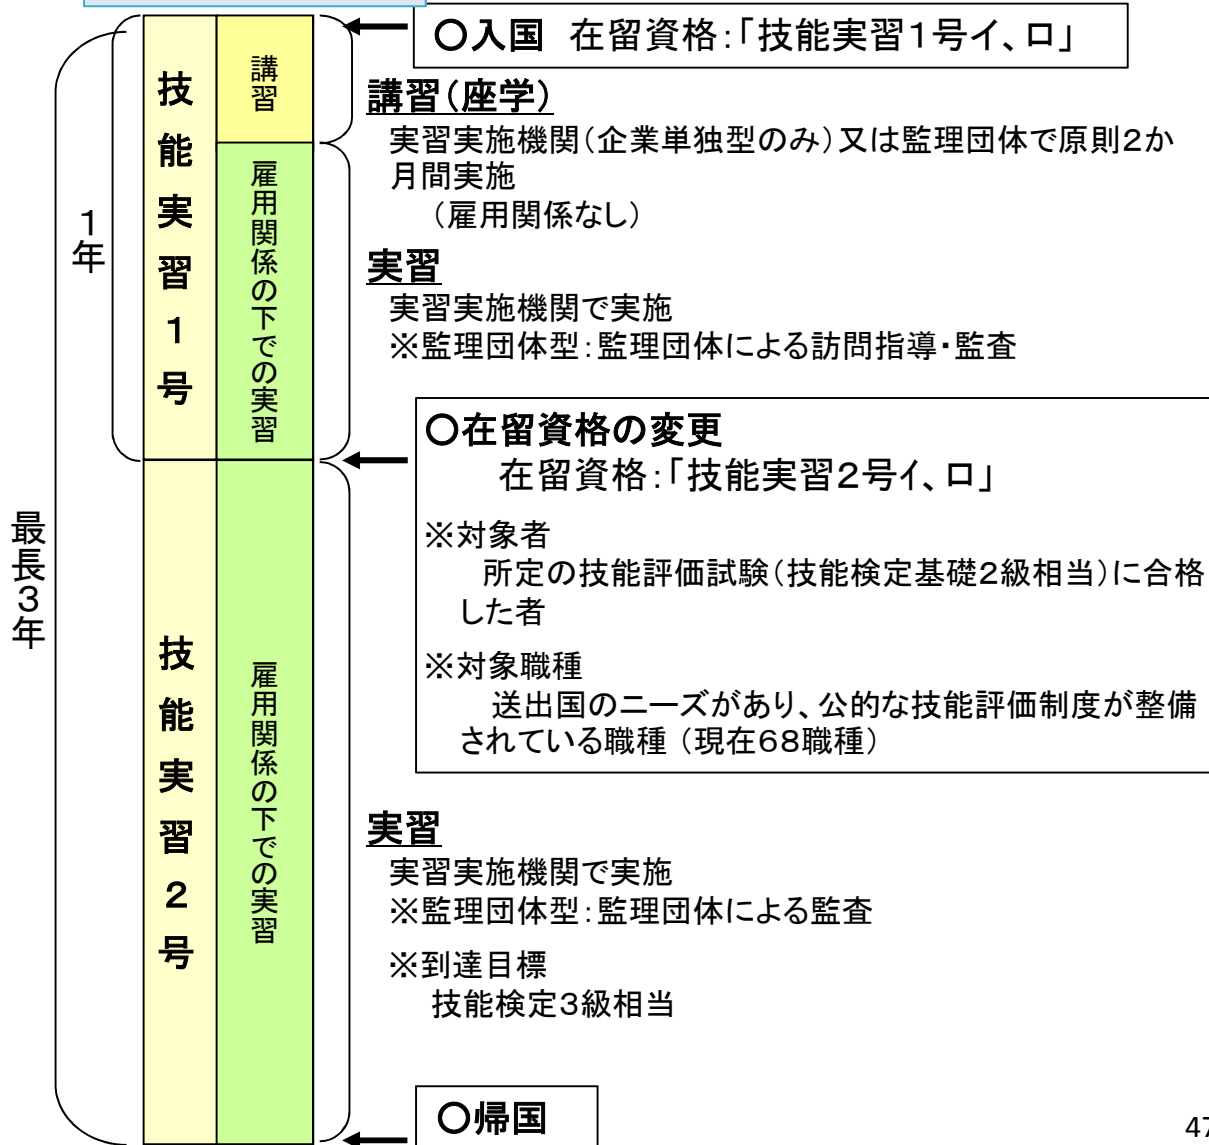 ○入国 在留資格:「技能実習1号イ、ロ」
最長3年
1年
技能実習1号
講習
雇用関係の下での実習
講習(座学)
実習実施機関(企業単独型のみ)又は監理団体で原則2か
月間実施
(雇用関係なし)
実習
実習実施機関で実施
※監理団体型:監理団体による訪問指導・監査
○在留資格の変更
在留資格:「技能実習2号イ、ロ」
※対象者
所定の技能評価試験(技能検定基礎2級相当)に合格
した者
※対象職種
送出国のニーズがあり、公的な技能評価制度が整備
されている職種(現在68職種)
技能実習2号
雇用関係の下での実習
実習
実習実施機関で実施
※監理団体型:監理団体による監査
※到達目標
技能検定3級相当
○帰国
47